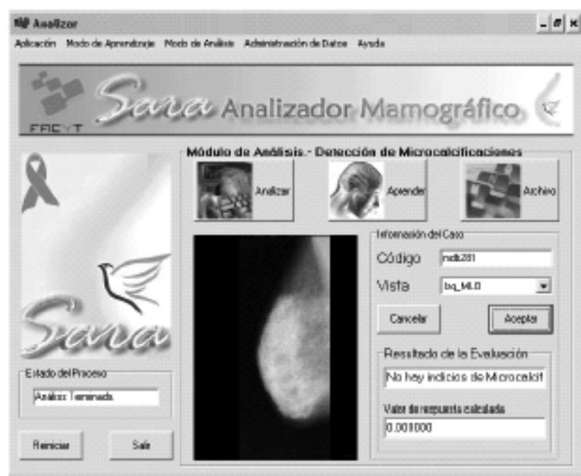 Analizor
Aplicación Modo de Aprendizaje Modo de Análisis Administración de Datos Ayuda
FACYT
Sara Analizador Mamográfico
Módulo de Análisis.- Detección de Microcalcificaciones
Analizar
Aprender
Archivo
Información del Caso
Código mdb281
Vista Izq_MLO
Cancelar
Aceptar
Sara
Resultado de la Evaluación
No hay indicios de Microcalcif
Estado del Proceso
Análisis Terminado.
Valor de respuesta calculada
0.001000
Reiniciar
Salir